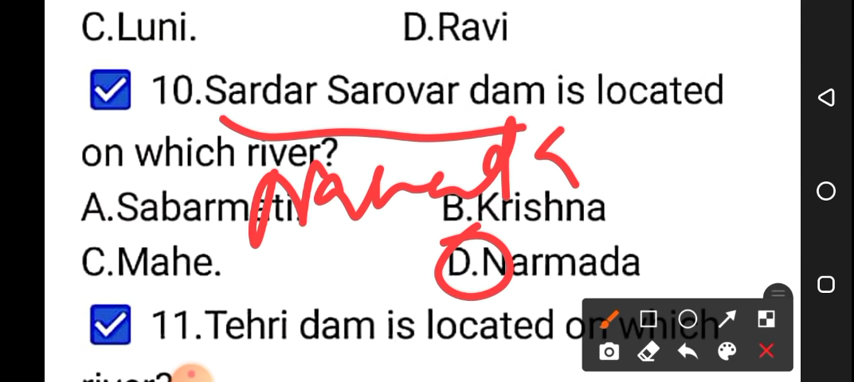 C.Luni. D.Ravi
10.Sardar Sarovar dam is located
on which river?
A.Sabarmati. B.Krishna
C.Mahe. D.Narmada
11.Tehri dam is located on which
river?